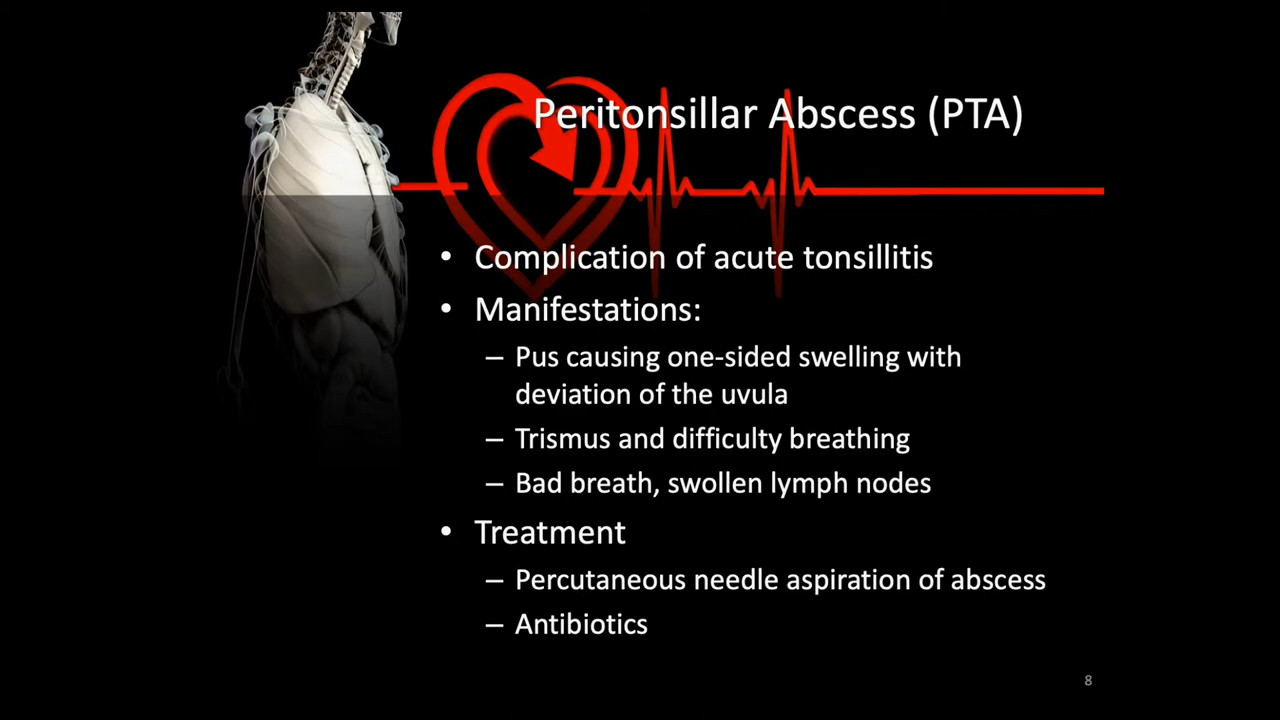 Peritonsillar Abscess (PTA)
• Complication of acute tonsillitis
• Manifestations:
– Pus causing one-sided swelling with
deviation of the uvula
– Trismus and difficulty breathing
– Bad breath, swollen lymph nodes
• Treatment
– Percutaneous needle aspiration of abscess
– Antibiotics
8